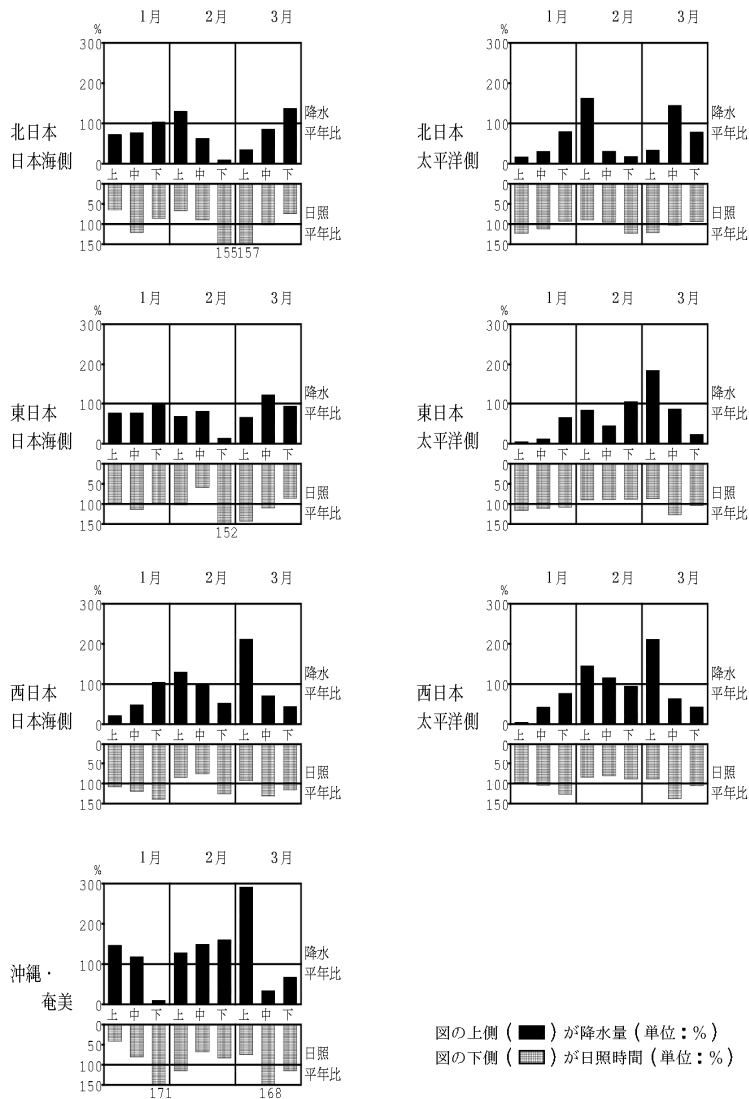 1月 2月 3月
%
300
200
100
0
北日本
日本海側
降水
平年比
上 中 下 上 中 下 上 中 下
0
50
100
150
日照
平年比
155 157
1月 2月 3月
%
300
200
100
0
北日本
太平洋側
降水
平年比
上 中 下 上 中 下 上 中 下
0
50
100
150
日照
平年比
1月 2月 3月
%
300
200
100
0
東日本
日本海側
降水
平年比
上 中 下 上 中 下 上 中 下
0
50
100
150
日照
平年比
152
1月 2月 3月
%
300
200
100
0
東日本
太平洋側
降水
平年比
上 中 下 上 中 下 上 中 下
0
50
100
150
日照
平年比
1月 2月 3月
%
300
200
100
0
西日本
日本海側
降水
平年比
上 中 下 上 中 下 上 中 下
0
50
100
150
日照
平年比
1月 2月 3月
%
300
200
100
0
西日本
太平洋側
降水
平年比
上 中 下 上 中 下 上 中 下
0
50
100
150
日照
平年比
1月 2月 3月
%
300
200
100
0
沖縄・
奄美
降水
平年比
上 中 下 上 中 下 上 中 下
0
50
100
150
日照
平年比
171 168
図の上側(■)が降水量(単位:%)
図の下側(▤)が日照時間(単位:%)